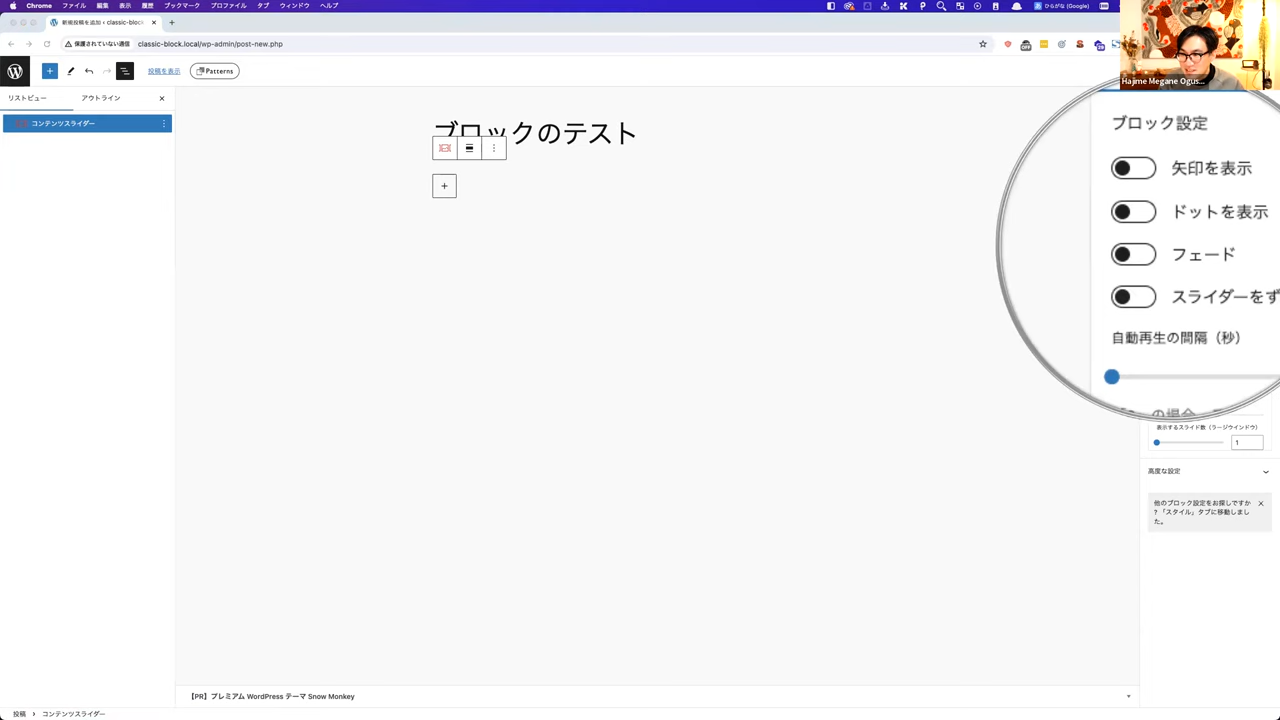 Chrome ファイル 編集 表示 履歴 ブックマーク プロファイル タブ ウィンドウ ヘルプ
ひらがな (Google)
新規投稿を追加 ‹ classic-block
保護されていない通信 classic-block.local/wp-admin/post-new.php
OFF
投稿を表示
Patterns
Hajime Megane Ogus...
リストビュー アウトライン
コンテンツスライダー
ブロックのテスト
ブロック設定
矢印を表示
ドットを表示
フェード
スライダーをず
自動再生の間隔（秒）
の場合
表示するスライド数（ラージウインドウ）
1
高度な設定
他のブロック設定をお探しですか
？「スタイル」タブに移動しまし
た。
【PR】プレミアム WordPress テーマ Snow Monkey
投稿 › コンテンツスライダー